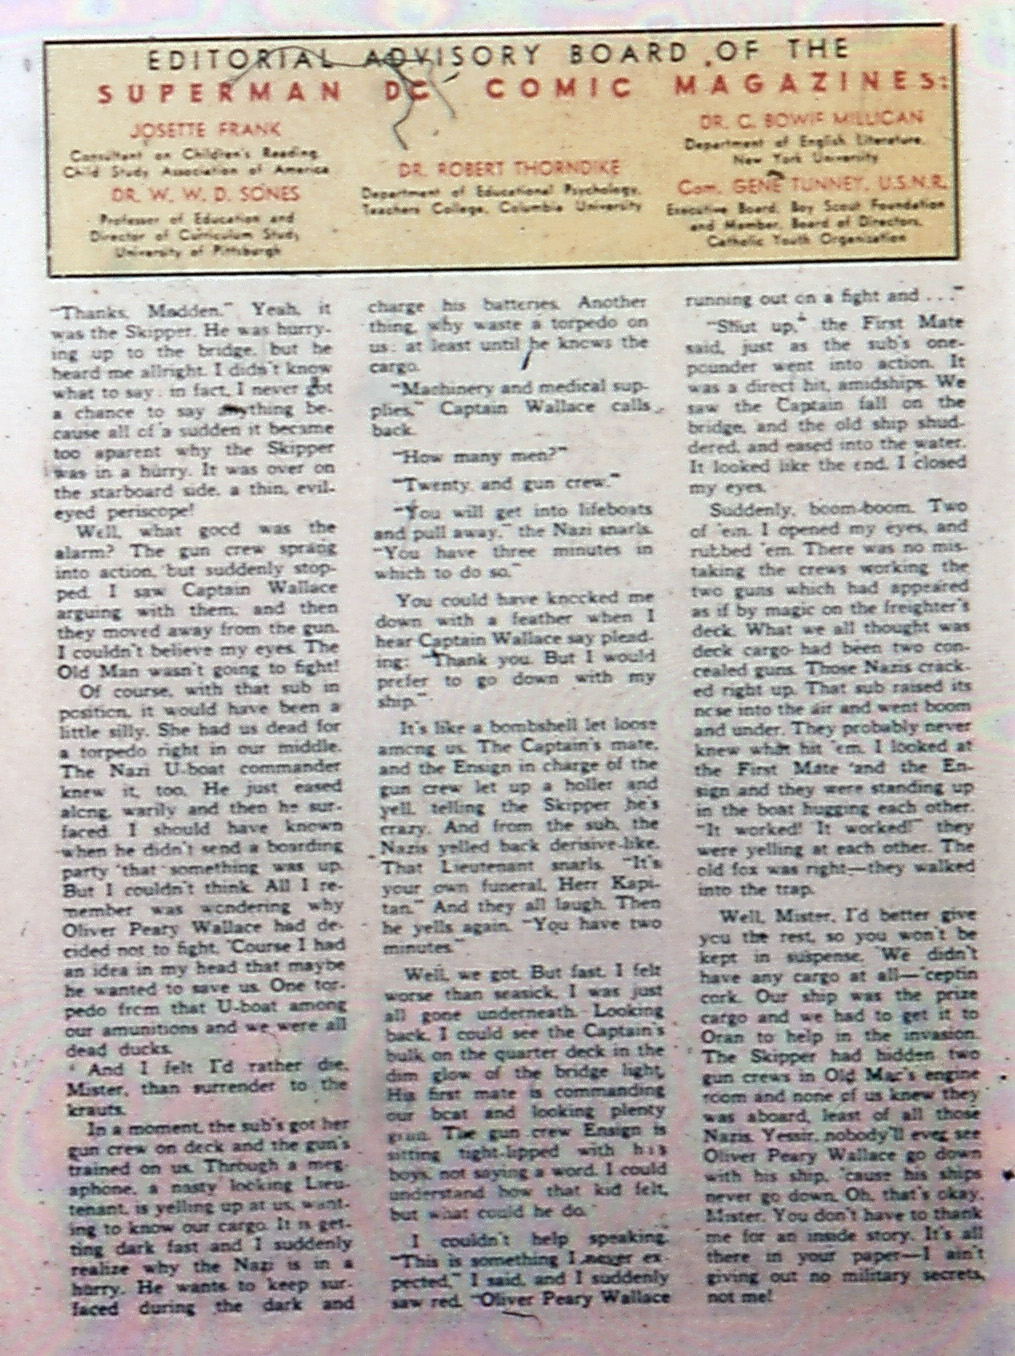 EDITORIAL ADVISORY BOARD OF THE
SUPERMAN DC COMIC MAGAZINES:
JOSETTE FRANK
Consultant on Children's Reading,
Child Study Association of America
DR. W. W. D. SONES
Professor of Education and
Director of Curriculum Study,
University of Pittsburgh
DR. ROBERT THORNDIKE
Department of Educational Psychology,
Teachers College, Columbia University
DR. C. BOWIE MILLICAN
Department of English Literature,
New York University
Com. GENE TUNNEY, U.S.N.R.
Executive Board, Boy Scout Foundation
and Member, Board of Directors,
Catholic Youth Organization
"Thanks, Madden." Yeah, it
was the Skipper. He was hurry-
ing up to the bridge, but he
heard me allright. I didn't know
what to say; in fact, I never got
a chance to say anything be-
cause all of a sudden it became
too aparent why the Skipper
was in a hurry. It was over on
the starboard side, a thin, evil-
eyed periscope!
Well, what good was the
alarm? The gun crew sprang
into action, but suddenly stop-
ped. I saw Captain Wallace
arguing with them, and then
they moved away from the gun.
I couldn't believe my eyes. The
Old Man wasn't going to fight!
Of course, with that sub in
position, it would have been a
little silly. She had us dead for
a torpedo right in our middle.
The Nazi U-boat commander
knew it, too. He just eased
along, warily and then he sur-
faced. I should have known
when he didn't send a boarding
party that something was up.
But I couldn't think. All I re-
member was wondering why
Oliver Peary Wallace had de-
cided not to fight. 'Course I had
an idea in my head that maybe
he wanted to save us. One tor-
pedo from that U-boat among
our amunitions and we were all
dead ducks.
And I felt I'd rather die,
Mister, than surrender to the
krauts.
In a moment, the sub's got her
gun crew on deck and the gun's
trained on us. Through a meg-
aphone, a nasty looking Lieu-
tenant, is yelling up at us, want-
ing to know our cargo. It is get-
ting dark fast and I suddenly
realize why the Nazi is in a
hurry. He wants to keep sur-
faced during the dark and
charge his batteries. Another
thing, why waste a torpedo on
us; at least until he knows the
cargo.
"Machinery and medical sup-
plies," Captain Wallace calls
back.
"How many men?"
"Twenty, and gun crew."
"You will get into lifeboats
and pull away," the Nazi snarls.
"You have three minutes in
which to do so."
You could have knocked me
down with a feather when I
hear Captain Wallace say plead-
ing: "Thank you. But I would
prefer to go down with my
ship."
It's like a bombshell let loose
among us. The Captain's mate,
and the Ensign in charge of the
gun crew let up a holler and
yell, telling the Skipper he's
crazy. And from the sub, the
Nazis yelled back derisive-like.
That Lieutenant snarls. "It's
your own funeral, Herr Kapi-
tan." And they all laugh. Then
he yells again. "You have two
minutes."
Well, we got. But fast. I felt
worse than seasick, I was just
all gone underneath. Looking
back, I could see the Captain's
bulk on the quarter deck in the
dim glow of the bridge light.
His first mate is commanding
our boat and looking plenty
grim. The gun crew Ensign is
sitting tight-lipped with his
boys, not saying a word. I could
understand how that kid felt,
but what could he do.
I couldn't help speaking.
"This is something I never ex-
pected," I said, and I suddenly
saw red. "Oliver Peary Wallace
running out on a fight and . . ."
"Shut up," the First Mate
said, just as the sub's one-
pounder went into action. It
was a direct hit, amidships. We
saw the Captain fall on the
bridge, and the old ship shud-
dered, and eased into the water.
It looked like the end. I closed
my eyes.
Suddenly, boom-boom. Two
of 'em. I opened my eyes, and
rubbed 'em. There was no mis-
taking the crews working the
two guns which had appeared
as if by magic on the freighter's
deck. What we all thought was
deck cargo had been two con-
cealed guns. Those Nazis crack-
ed right up. That sub raised its
nose into the air and went boom
and under. They probably never
knew what hit 'em. I looked at
the First Mate and the En-
sign and they were standing up
in the boat hugging each other.
"It worked! It worked!" they
were yelling at each other. The
old fox was right—they walked
into the trap.
Well, Mister, I'd better give
you the rest, so you won't be
kept in suspense. We didn't
have any cargo at all—'ceptin
cork. Our ship was the prize
cargo and we had to get it to
Oran to help in the invasion.
The Skipper had hidden two
gun crews in Old Mac's engine
room and none of us knew they
was aboard, least of all those
Nazis. Yessir, nobody'll ever see
Oliver Peary Wallace go down
with his ship, 'cause his ships
never go down. Oh, that's okay,
Mister. You don't have to thank
me for an inside story. It's all
there in your paper—I ain't
giving out no military secrets,
not me!